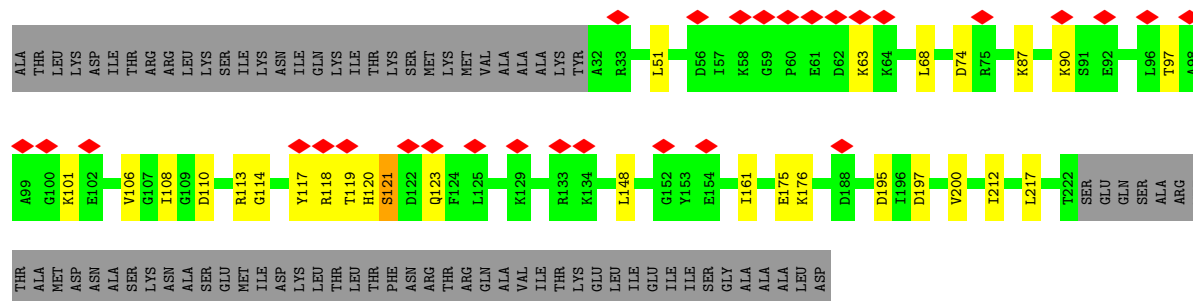 ALA THR LEU LYS ASP ILE THR ARG ARG LEU LYS SER ILE LYS ASN ILE GLN LYS ILE THR LYS SER MET LYS MET VAL ALA ALA ALA LYS TYR A32 R33 L51 D56 I57 K58 G59 P60 E61 D62 K63 K64 L68 D74 R75 K87 K90 S91 E92 L96 T97 A98
A99 G100 K101 E102 V106 G107 I108 G109 D110 R113 G114 Y117 R118 T119 H120 S121 D122 Q123 F124 L125 K129 R133 K134 L148 G152 Y153 E154 I161 E175 K176 D188 D195 I196 D197 V200 I212 L217 T222 SER GLU GLN SER ALA ARG
THR ALA MET ASP ASN ALA SER LYS ASN ALA SER GLU MET ILE ASP LYS LEU THR LEU THR PHE ASN ARG THR ARG GLN ALA VAL ILE THR LYS GLU LEU ILE GLU ILE ILE SER GLY ALA ALA ALA LEU ASP